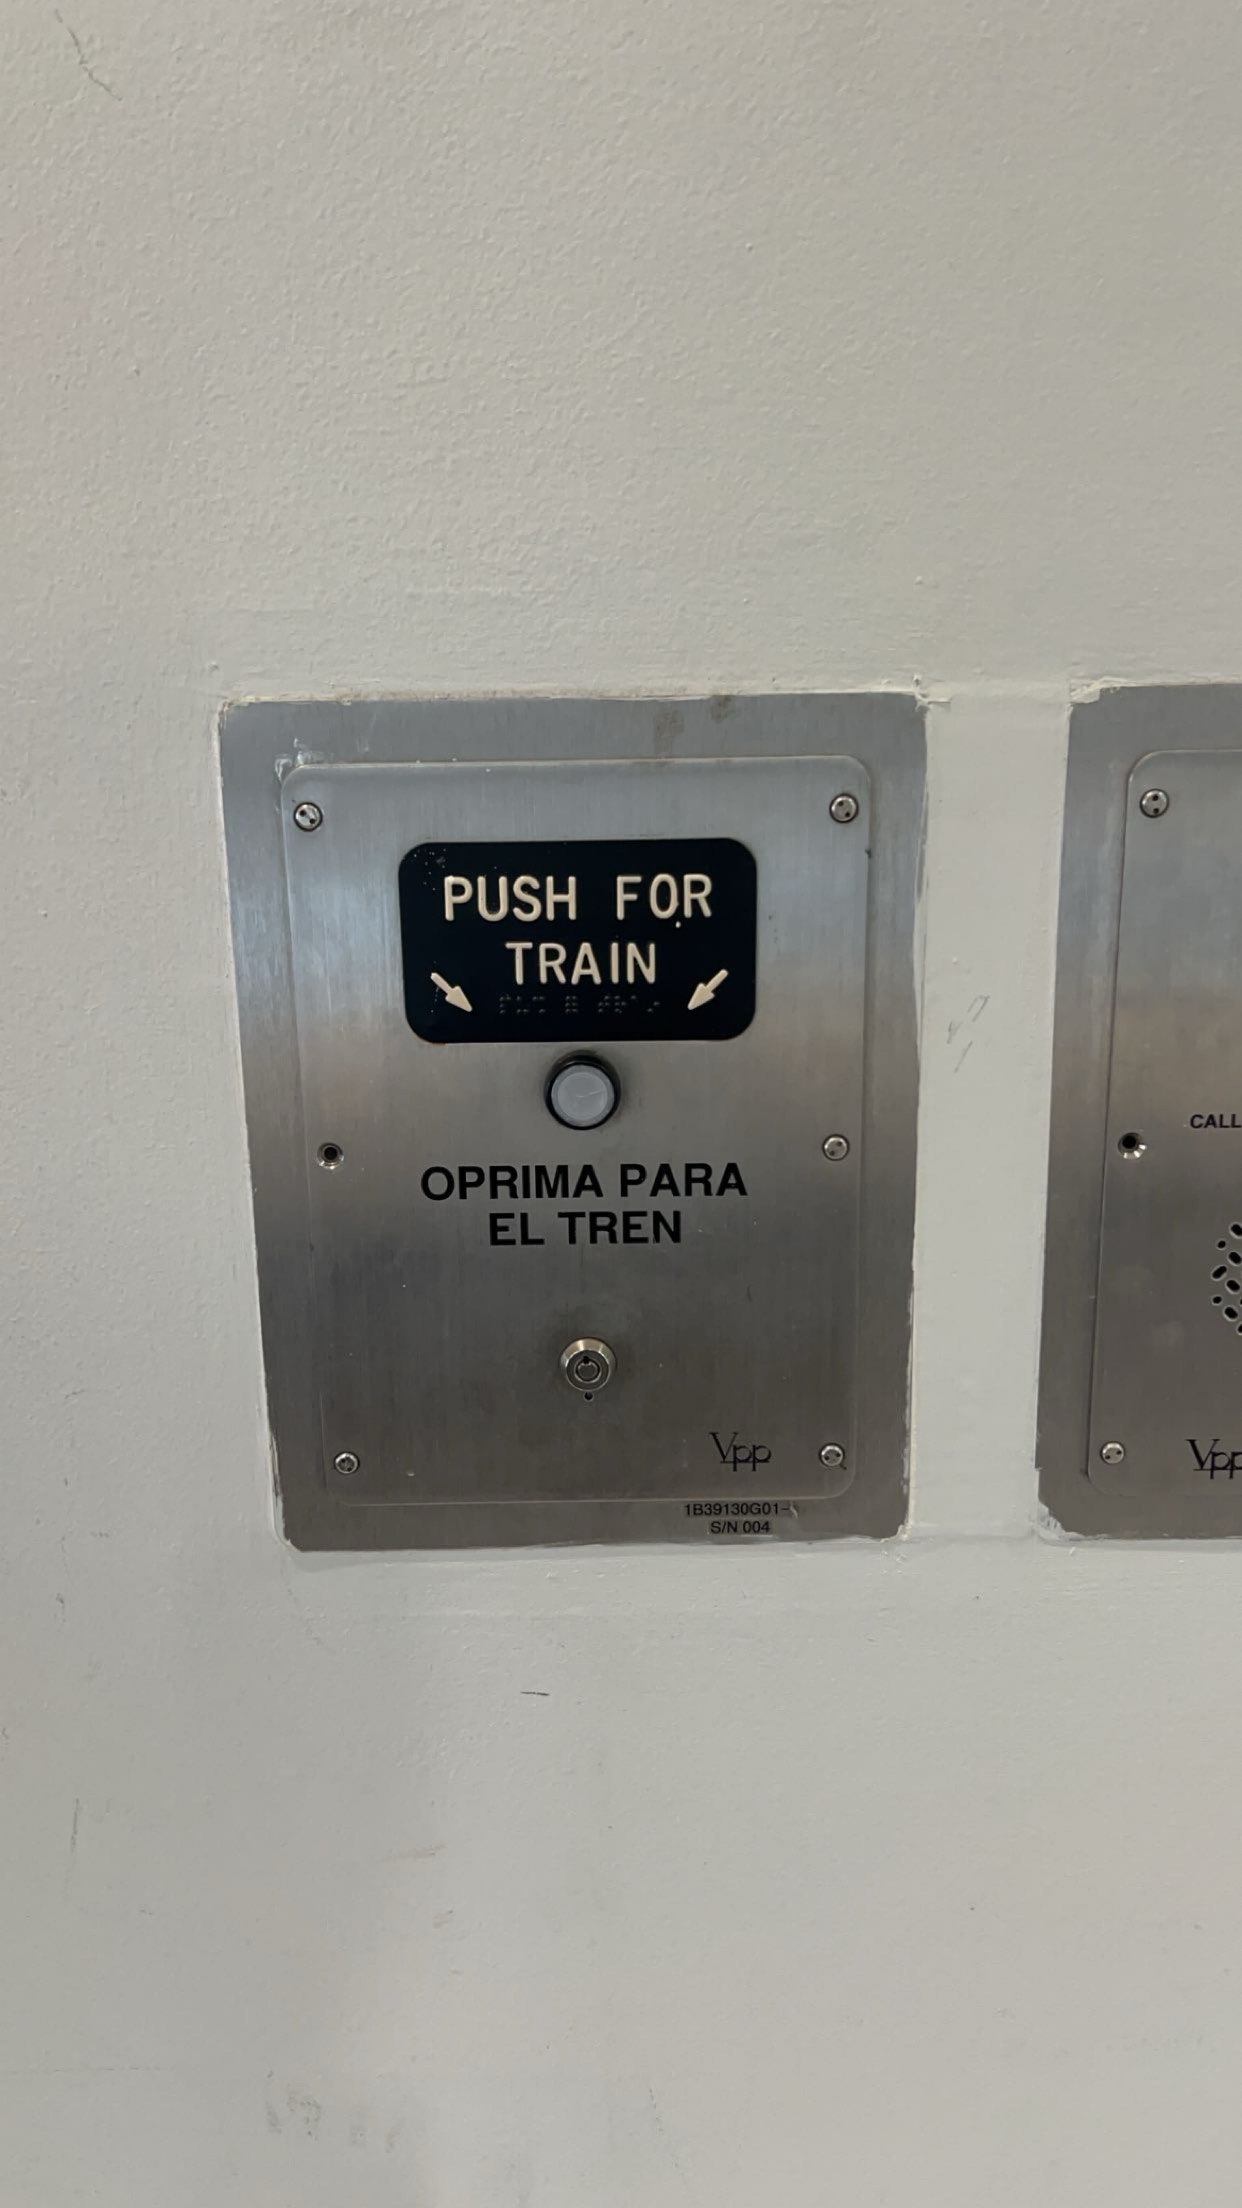 PUSH FOR
TRAIN
OPRIMA PARA
EL TREN
Vpp
1B39130G01-
S/N 004
CALL
Vpp